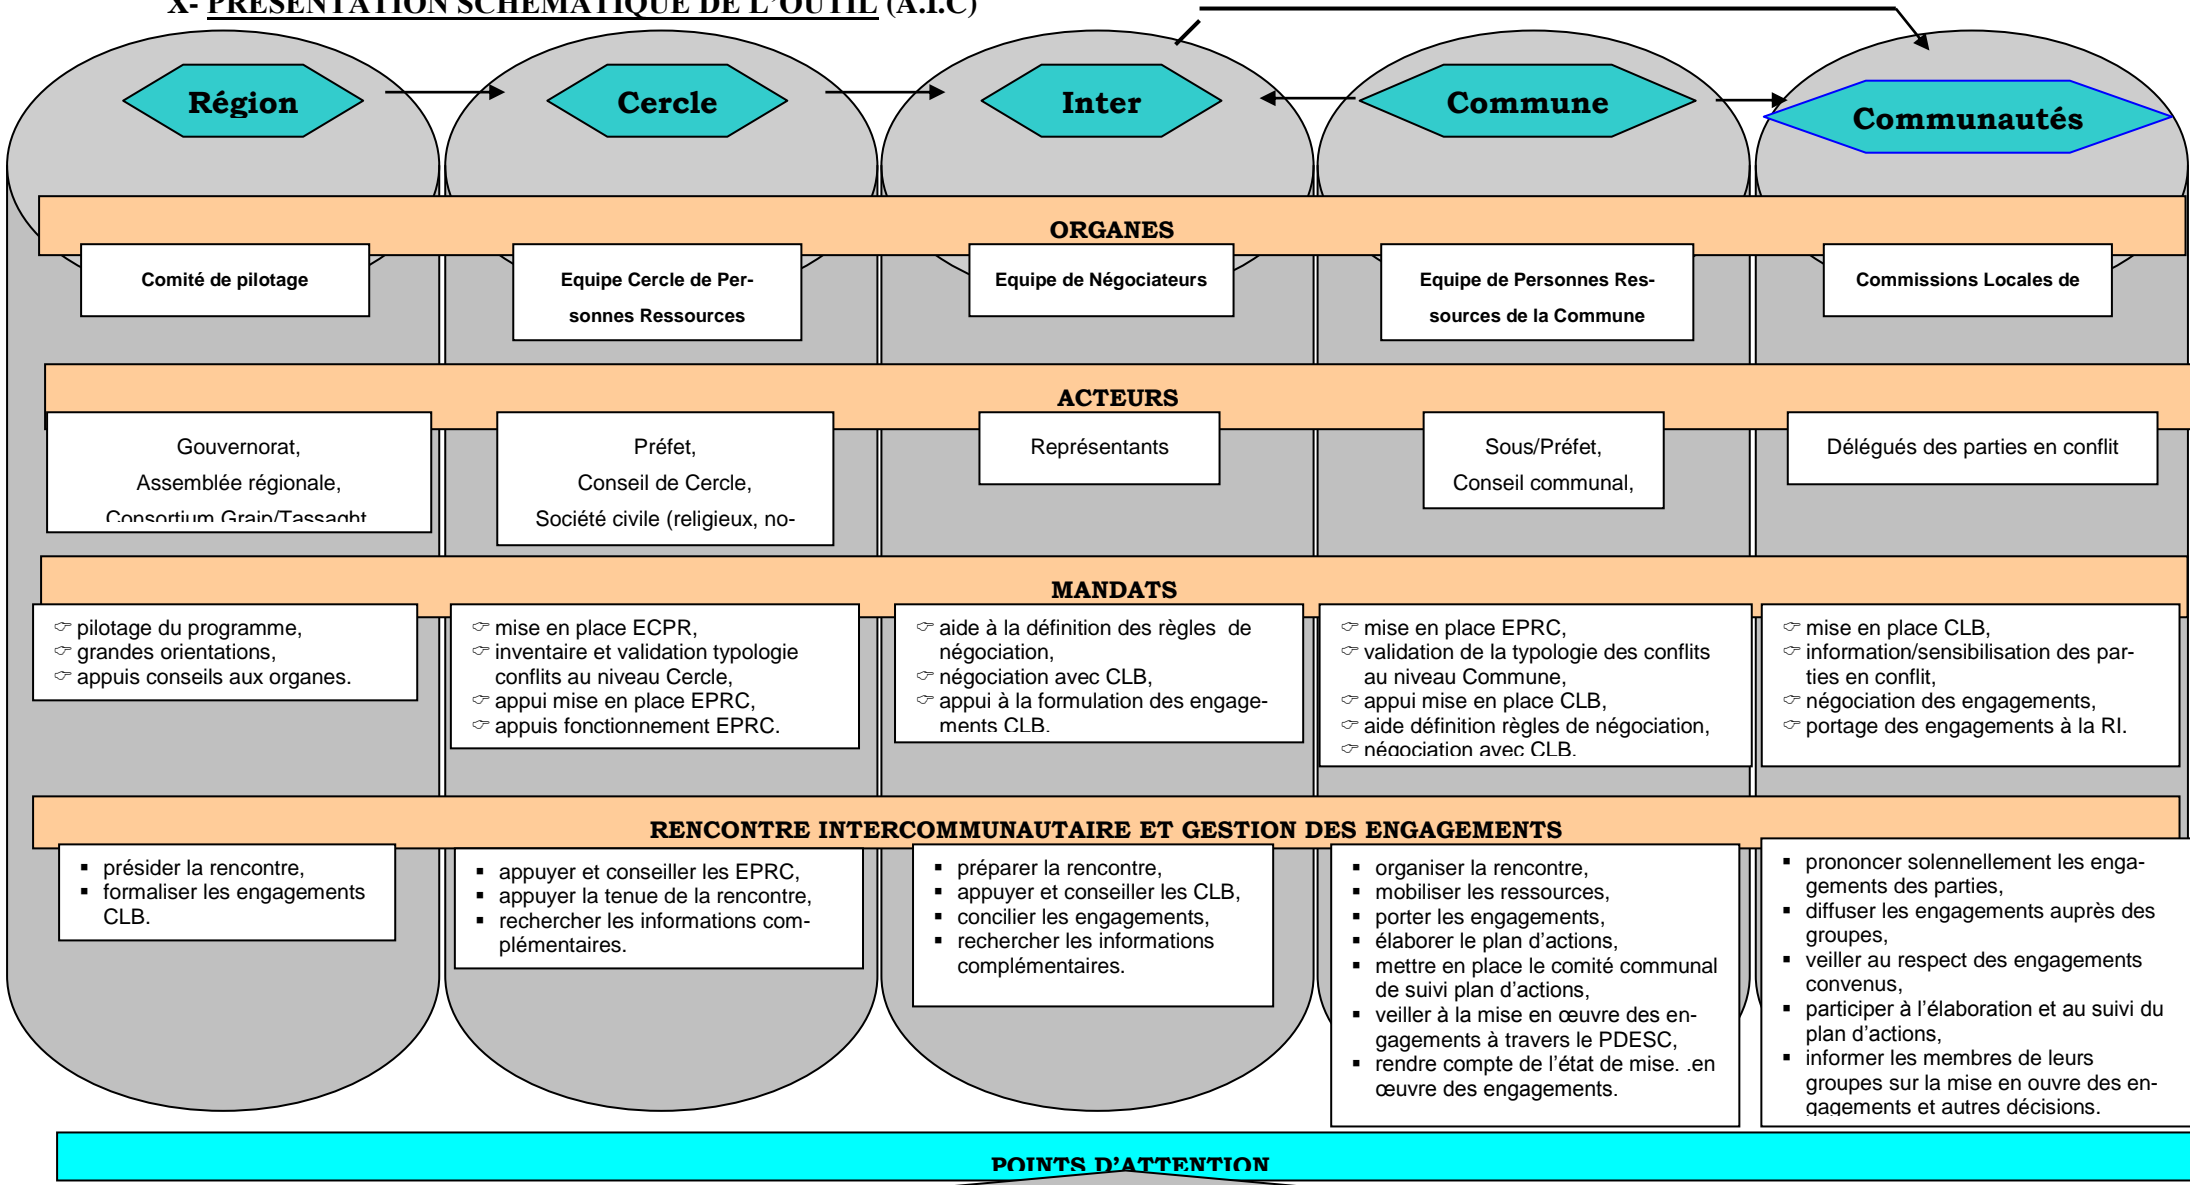 X- PRESENTATION SCHEMATIQUE DE L'OUTIL (A.I.C)
Région
Cercle
Inter
Commune
Communautés
ORGANES
Comité de pilotage
Equipe Cercle de Per-
sonnes Ressources
Equipe de Négociateurs
Equipe de Personnes Res-
sources de la Commune
Commissions Locales de
ACTEURS
Gouvernorat,
Assemblée régionale,
Consortium Graip/Tassaght
Préfet,
Conseil de Cercle,
Société civile (religieux, no-
Représentants
Sous/Préfet,
Conseil communal,
Délégués des parties en conflit
MANDATS
☞ pilotage du programme,
☞ grandes orientations,
☞ appuis conseils aux organes.
☞ mise en place ECPR,
☞ inventaire et validation typologie
conflits au niveau Cercle,
☞ appui mise en place EPRC,
☞ appuis fonctionnement EPRC.
☞ aide à la définition des règles de
négociation,
☞ négociation avec CLB,
☞ appui à la formulation des engage-
ments CLB.
☞ mise en place EPRC,
☞ validation de la typologie des conflits
au niveau Commune,
☞ appui mise en place CLB,
☞ aide définition règles de négociation,
☞ négociation avec CLB.
☞ mise en place CLB,
☞ information/sensibilisation des par-
ties en conflit,
☞ négociation des engagements,
☞ portage des engagements à la RI.
RENCONTRE INTERCOMMUNAUTAIRE ET GESTION DES ENGAGEMENTS
▪ présider la rencontre,
▪ formaliser les engagements
CLB.
▪ appuyer et conseiller les EPRC,
▪ appuyer la tenue de la rencontre,
▪ rechercher les informations com-
plémentaires.
▪ préparer la rencontre,
▪ appuyer et conseiller les CLB,
▪ concilier les engagements,
▪ rechercher les informations
complémentaires.
▪ organiser la rencontre,
▪ mobiliser les ressources,
▪ porter les engagements,
▪ élaborer le plan d'actions,
▪ mettre en place le comité communal
de suivi plan d'actions,
▪ veiller à la mise en œuvre des en-
gagements à travers le PDESC,
▪ rendre compte de l'état de mise. .en
œuvre des engagements.
▪ prononcer solennellement les enga-
gements des parties,
▪ diffuser les engagements auprès des
groupes,
▪ veiller au respect des engagements
convenus,
▪ participer à l'élaboration et au suivi du
plan d'actions,
▪ informer les membres de leurs
groupes sur la mise en ouvre des en-
gagements et autres décisions.
POINTS D'ATTENTION